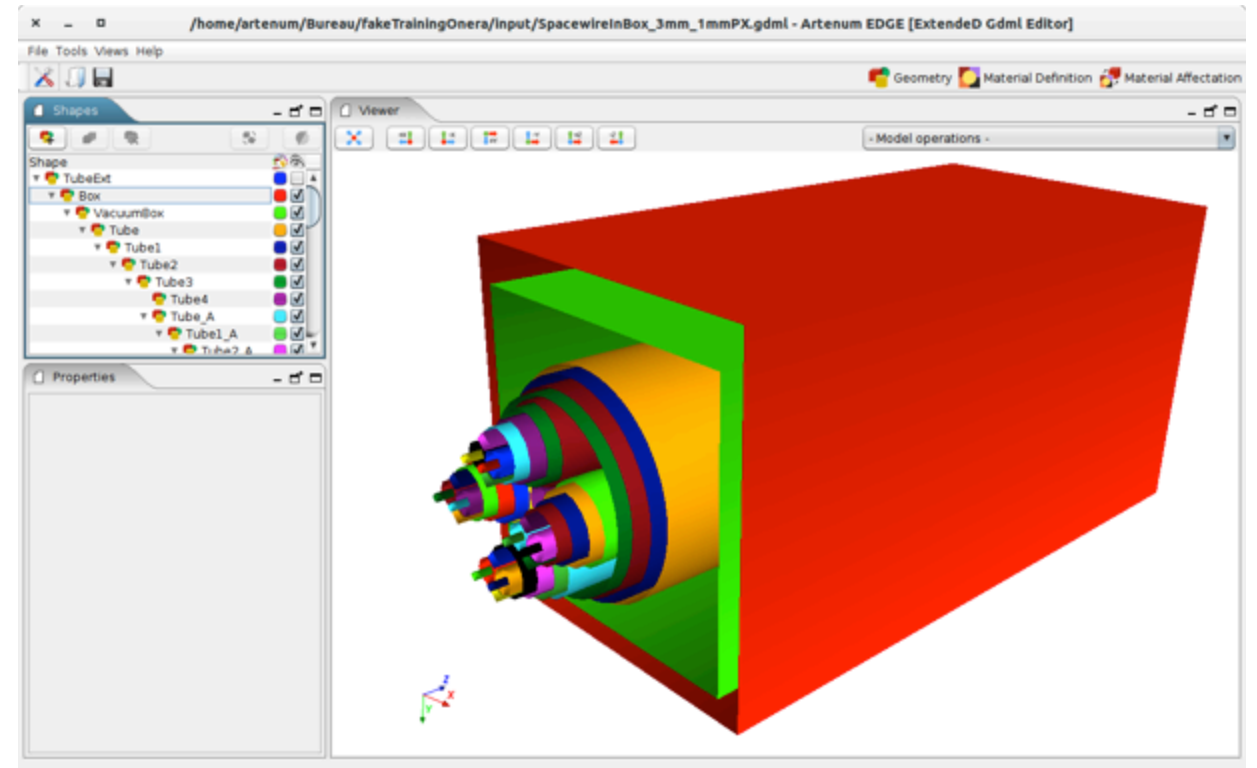 /home/artenum/Bureau/fakeTrainingOnera/input/SpacewireInBox_3mm_1mmPX.gdml - Artenum EDGE [ExtendeD Gdml Editor]
File Tools Views Help
Geometry Material Definition Material Affectation
Shapes
Viewer
- Model operations -
Shape
TubeExt
Box
VacuumBox
Tube
Tube1
Tube2
Tube3
Tube4
Tube_A
Tube1_A
Tube2_A
Properties
Z
X
Y